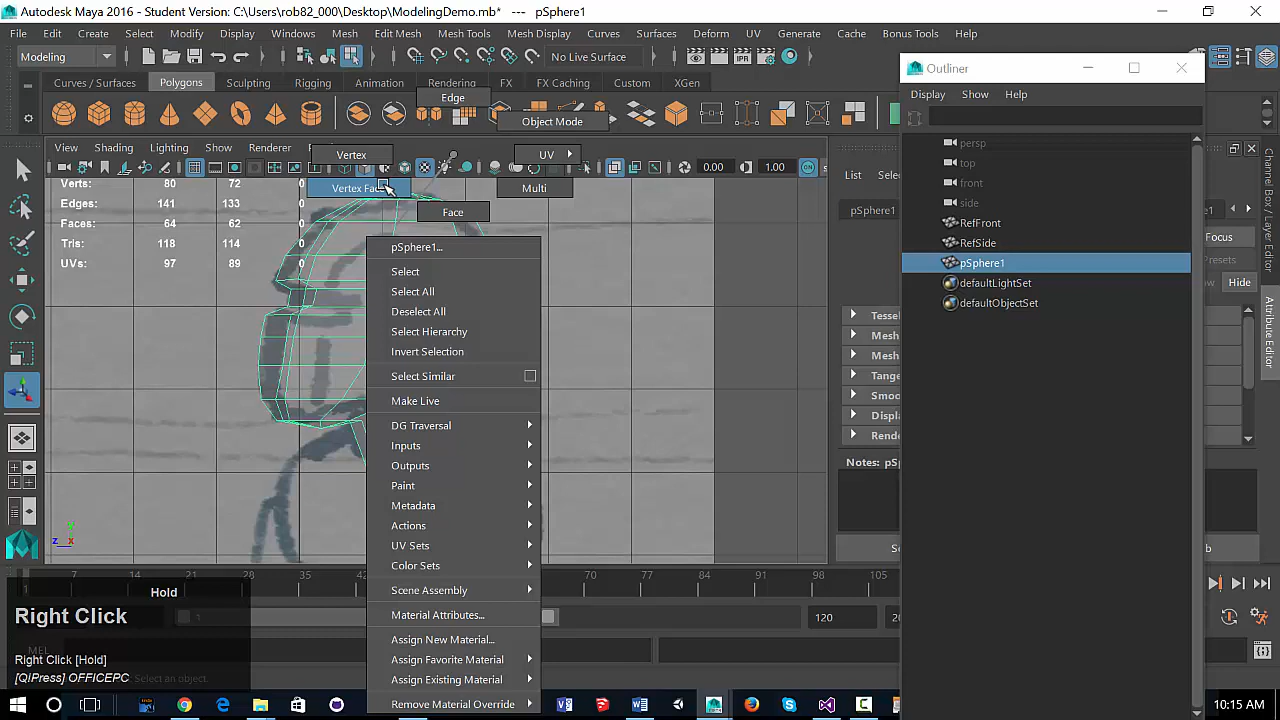 Autodesk Maya 2016 - Student Version: C:\Users\rob82_000\Desktop\ModelingDemo.mb* --- pSphere1
File Edit Create Select Modify Display Windows Mesh Edit Mesh Mesh Tools Mesh Display Curves Surfaces Deform UV Generate Cache Bonus Tools Help
Modeling No Live Surface
Curves / Surfaces Polygons Sculpting Rigging Animation Rendering FX FX Caching Custom XGen
Edge
Object Mode
View Shading Lighting Show Renderer
Vertex UV
0.00 1.00
Vertex Multi
Face
Verts: 80 72 0
Edges: 141 133 0
Faces: 64 64 0
Tris: 118 114 0
UVs: 97 89 0
pSphere1...
Select
Select All
Deselect All
Select Hierarchy
Invert Selection
Select Similar
Make Live
DG Traversal
Inputs
Outputs
Paint
Metadata
Actions
UV Sets
Color Sets
Scene Assembly
Material Attributes...
Assign New Material...
Assign Favorite Material
Assign Existing Material
Remove Material Override
z x
List
pSphere1
Notes:
Outliner
Display Show Help
persp
top
front
side
RefFront
RefSide
pSphere1
defaultLightSet
defaultObjectSet
Focus
Presets
Hide
Channel Box / Layer Editor
Attribute Editor
7 14 21 28 35 70 77 84 91 98 105
1 120
MEL
Hold
Right Click
Right Click [Hold]
[QIPress] OFFICEPC
Select an object.
10:15 AM